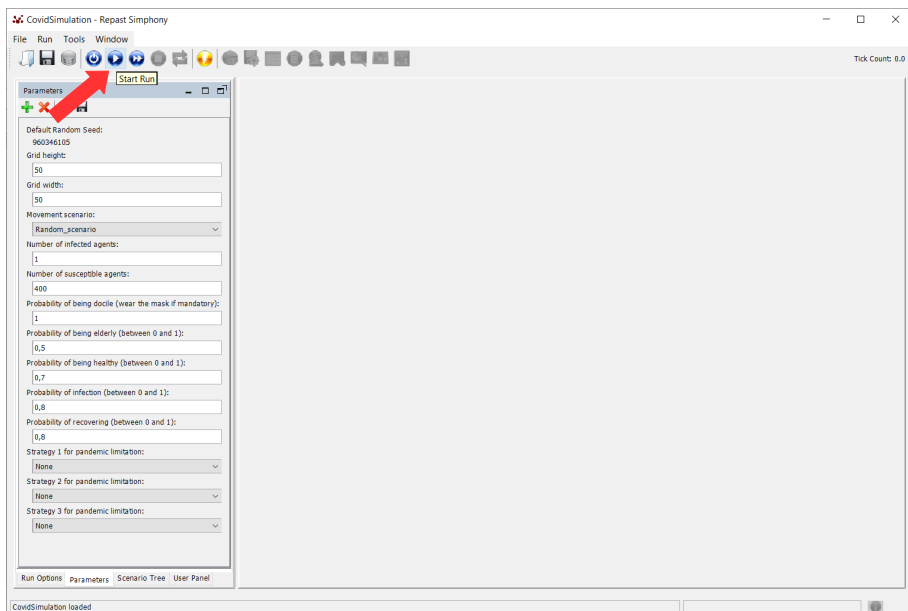 CovidSimulation - Repast Simphony
File Run Tools Window
Tick Count: 0.0
Start Run
Parameters
Default Random Seed:
960346105
Grid height:
50
Grid width:
50
Movement scenario:
Random_scenario
Number of infected agents:
1
Number of susceptible agents:
400
Probability of being docile (wear the mask if mandatory):
1
Probability of being elderly (between 0 and 1):
0,5
Probability of being healthy (between 0 and 1):
0,7
Probability of infection (between 0 and 1):
0,8
Probability of recovering (between 0 and 1):
0,8
Strategy 1 for pandemic limitation:
None
Strategy 2 for pandemic limitation:
None
Strategy 3 for pandemic limitation:
None
Run Options Parameters Scenario Tree User Panel
CovidSimulation loaded